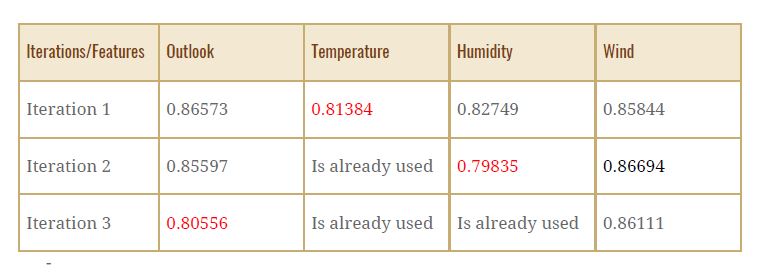 Iterations/Features Outlook Temperature Humidity Wind
Iteration 1 0.86573 0.81384 0.82749 0.85844
Iteration 2 0.85597 Is already used 0.79835 0.86694
Iteration 3 0.80556 Is already used Is already used 0.86111
-